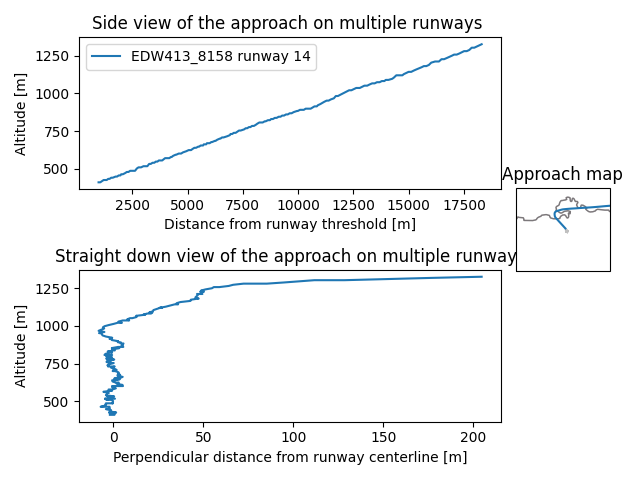 Side view of the approach on multiple runways
EDW413_8158 runway 14
Altitude [m]
1250
1000
750
500
2500
5000
7500
10000
12500
15000
17500
Distance from runway threshold [m]
Approach map
Straight down view of the approach on multiple runway
Altitude [m]
1250
1000
750
500
0
50
100
150
200
Perpendicular distance from runway centerline [m]